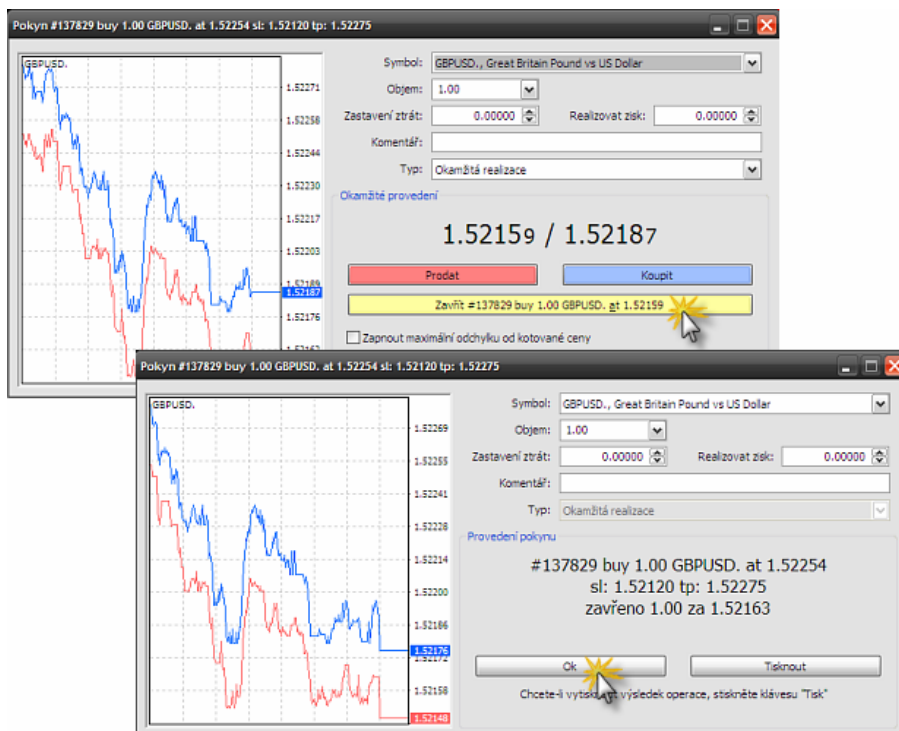 Pokyn #137829 buy 1.00 GBPUSD. at 1.52254 sl: 1.52120 tp: 1.52275
GBPUSD.
1.52271
1.52258
1.52244
1.52230
1.52217
1.52203
1.52189
1.52187
1.52176
Symbol: GBPUSD., Great Britain Pound vs US Dollar
Objem: 1.00
Zastavení ztrát: 0.00000 Realizovat zisk: 0.00000
Komentář:
Typ: Okamžitá realizace
Okamžité provedení
1.52159 / 1.52187
Prodat Koupit
Zavřít #137829 buy 1.00 GBPUSD. at 1.52159
Zapnout maximální odchylku od kotované ceny
Pokyn #137829 buy 1.00 GBPUSD. at 1.52254 sl: 1.52120 tp: 1.52275
GBPUSD.
1.52269
1.52255
1.52241
1.52228
1.52214
1.52200
1.52186
1.52176
1.52158
1.52148
Symbol: GBPUSD., Great Britain Pound vs US Dollar
Objem: 1.00
Zastavení ztrát: 0.00000 Realizovat zisk: 0.00000
Komentář:
Typ: Okamžitá realizace
Provedení pokynu
#137829 buy 1.00 GBPUSD. at 1.52254
sl: 1.52120 tp: 1.52275
zavřeno 1.00 za 1.52163
Ok Tisknout
Chcete-li výsledek operace, stiskněte klávesu "Tisk"